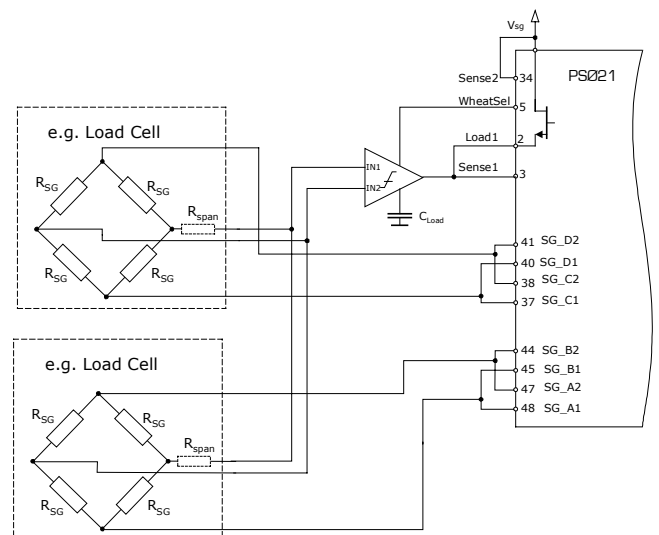 Vsg
PS021
Sense2
34
WheatSel
5
Load1
2
Sense1
3
e.g. Load Cell
RSG
RSG
Rspan
RSG
RSG
IN1
IN2
CLoad
41 SG_D2
40 SG_D1
38 SG_C2
37 SG_C1
e.g. Load Cell
RSG
RSG
Rspan
RSG
RSG
44 SG_B2
45 SG_B1
47 SG_A2
48 SG_A1